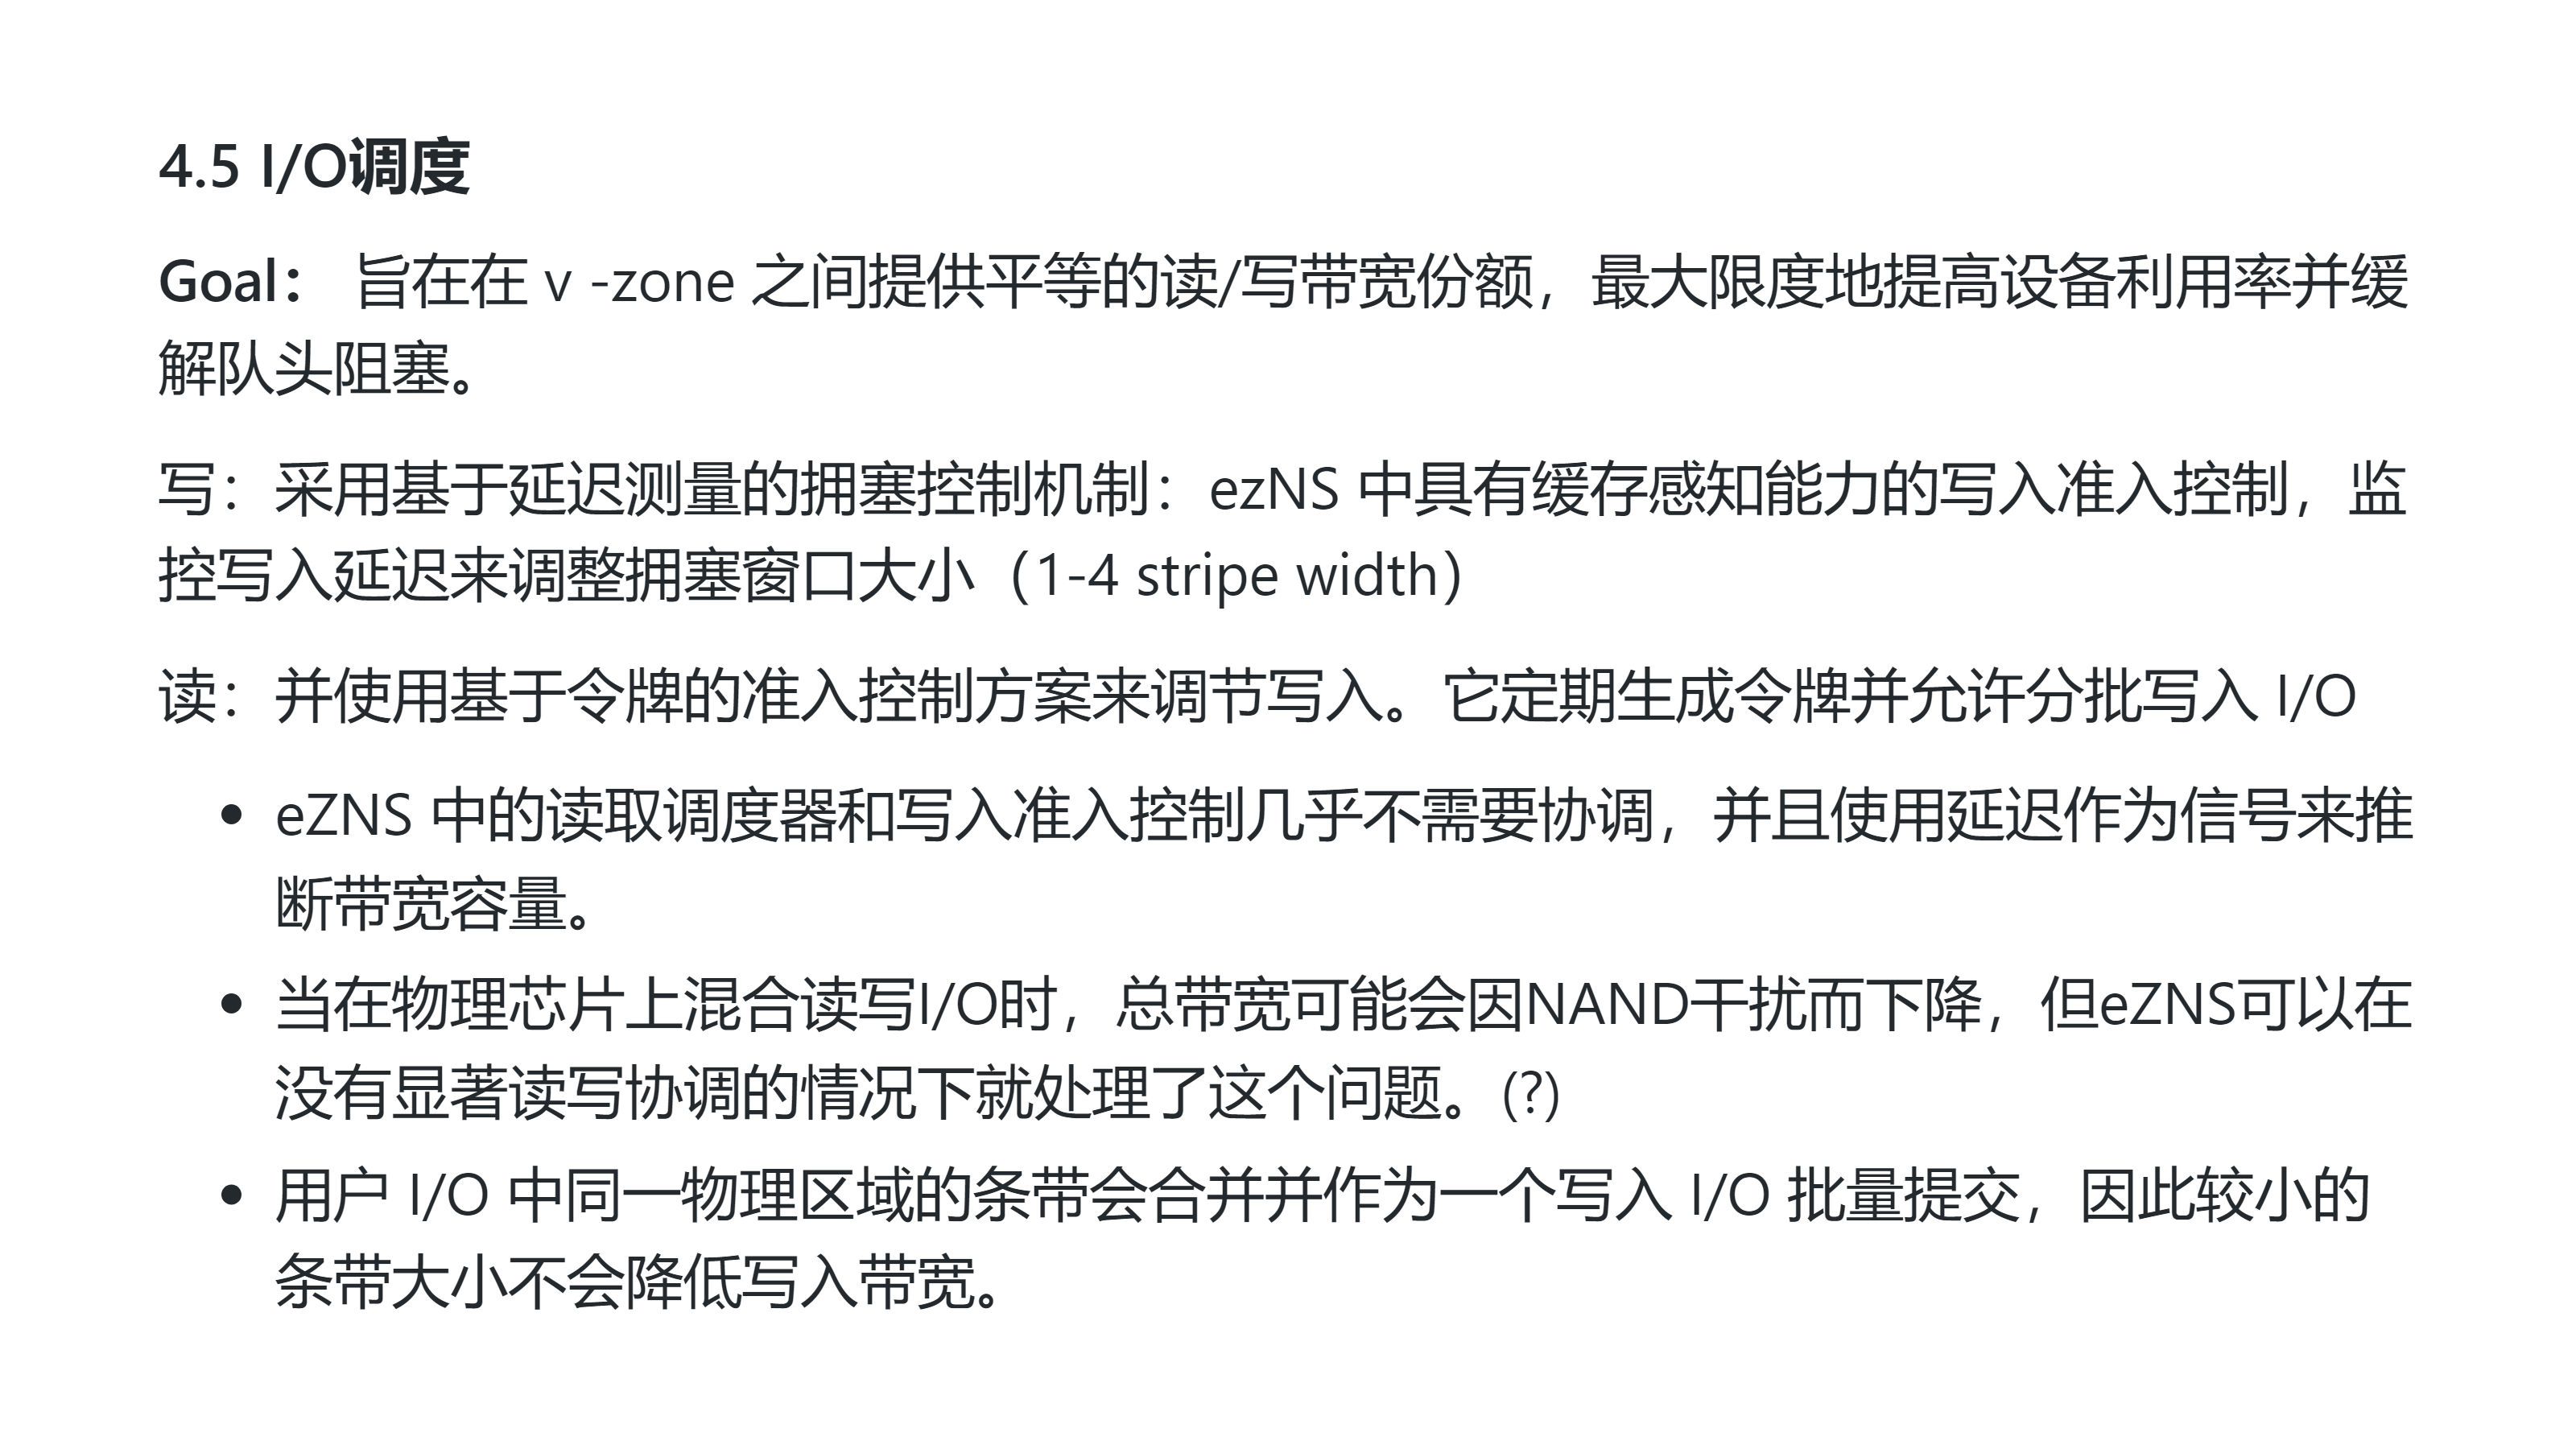 4.5 I/O调度
Goal： 旨在在 v -zone 之间提供平等的读/写带宽份额，最大限度地提高设备利用率并缓
解队头阻塞。
写：采用基于延迟测量的拥塞控制机制：ezNS 中具有缓存感知能力的写入准入控制，监
控写入延迟来调整拥塞窗口大小（1-4 stripe width）
读：并使用基于令牌的准入控制方案来调节写入。它定期生成令牌并允许分批写入 I/O
• eZNS 中的读取调度器和写入准入控制几乎不需要协调，并且使用延迟作为信号来推
断带宽容量。
• 当在物理芯片上混合读写I/O时，总带宽可能会因NAND干扰而下降，但eZNS可以在
没有显著读写协调的情况下就处理了这个问题。(?)
• 用户 I/O 中同一物理区域的条带会合并并作为一个写入 I/O 批量提交，因此较小的
条带大小不会降低写入带宽。